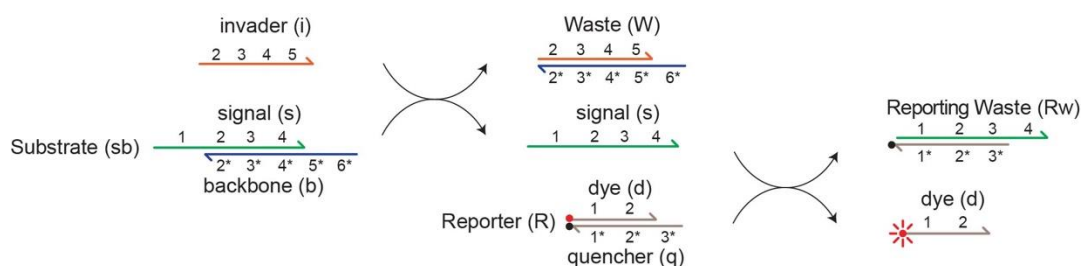 invader (i)
2 3 4 5
Waste (W)
2 3 4 5
2* 3* 4* 5* 6*
Substrate (sb)
signal (s)
1 2 3 4
2* 3* 4* 5* 6*
backbone (b)
signal (s)
1 2 3 4
Reporter (R)
dye (d)
1 2
1* 2* 3*
quencher (q)
Reporting Waste (Rw)
1 2 3 4
1* 2* 3*
dye (d)
1 2